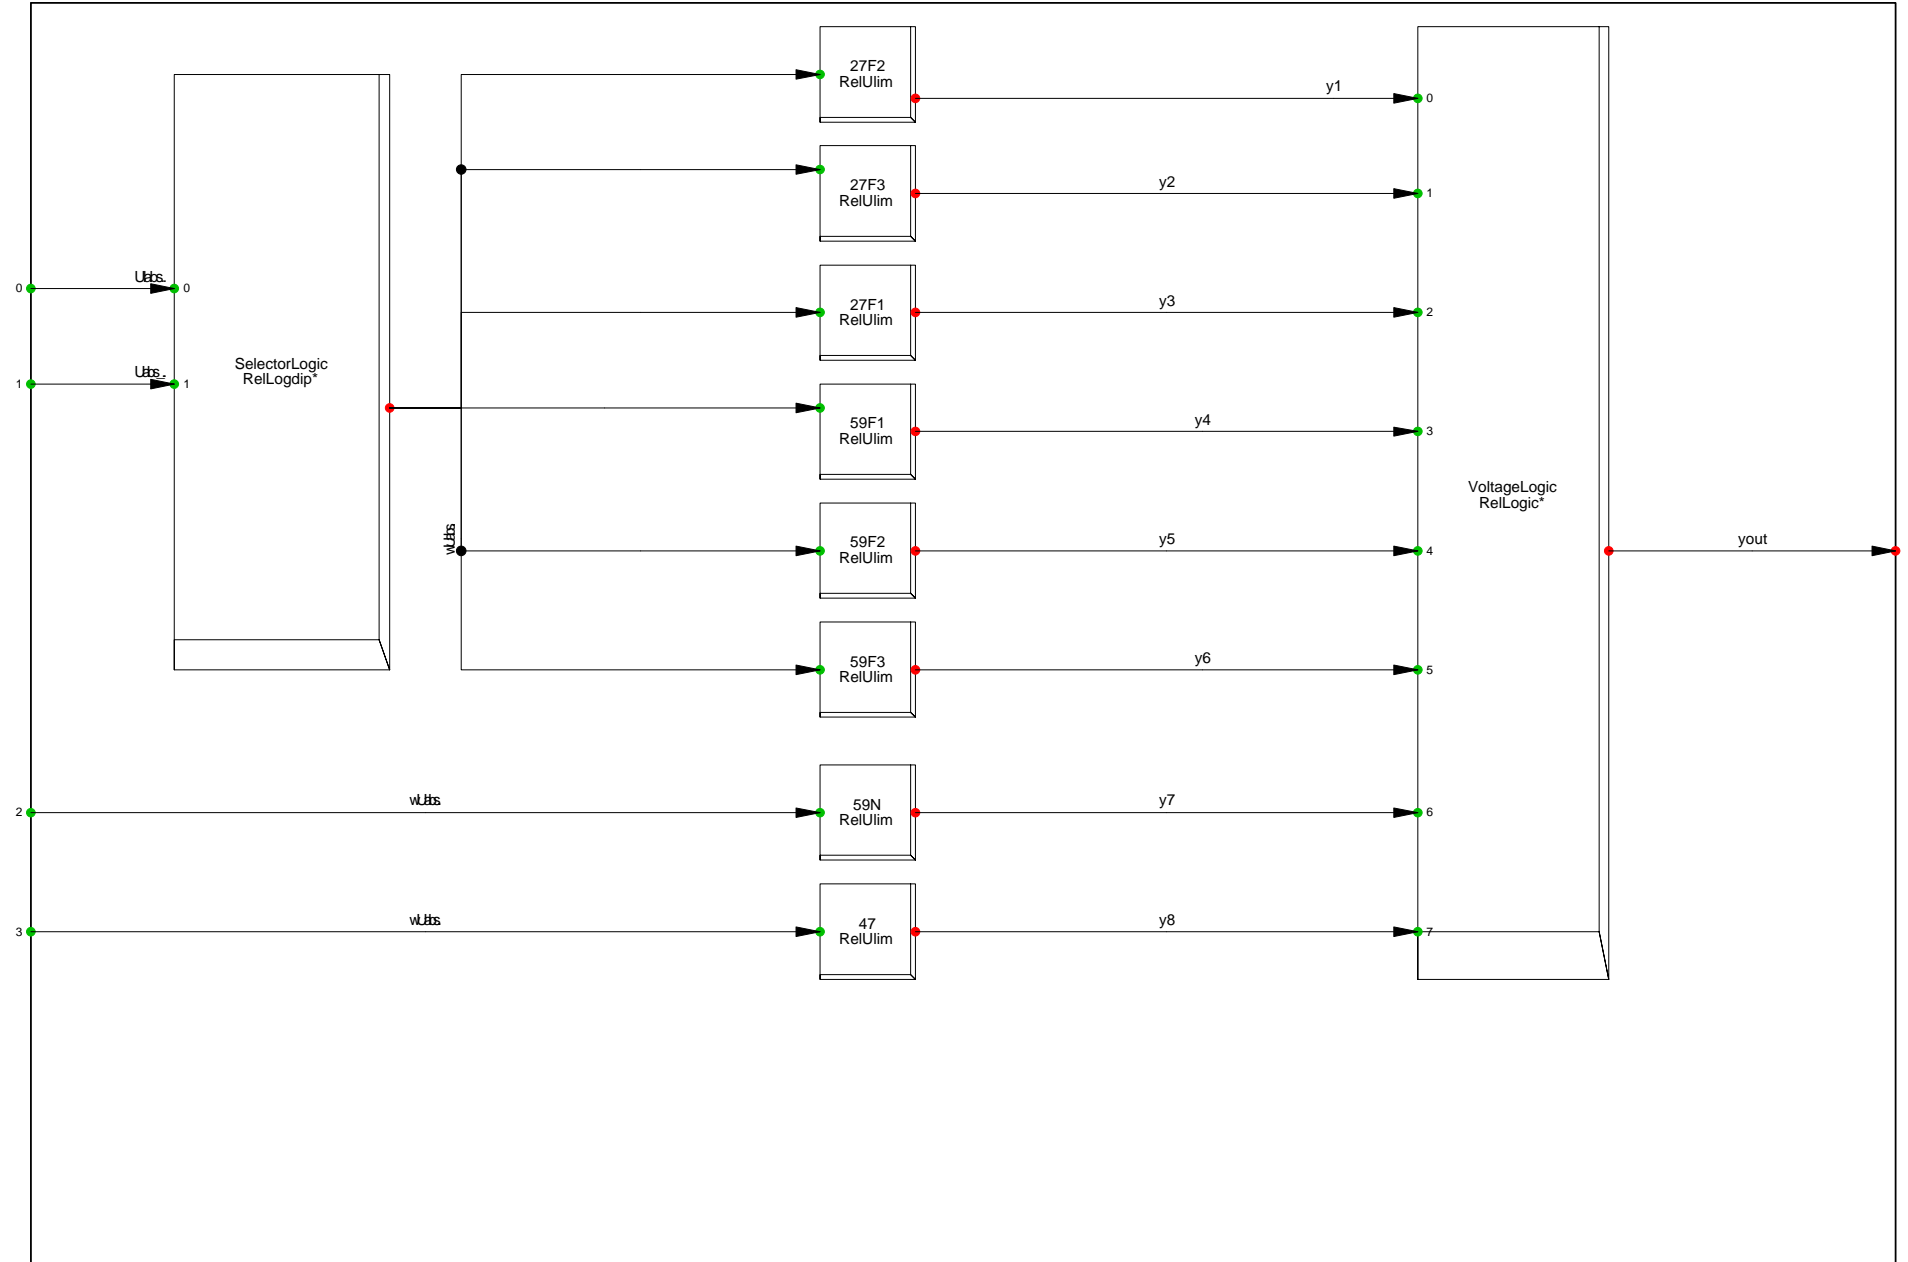 27F2
RelUlim
y1
0
27F3
RelUlim
y2
1
0
0
27F1
RelUlim
y3
2
SelectorLogic
RelLogdip*
1
1
59F1
RelUlim
y4
3
VoltageLogic
RelLogic*
59F2
RelUlim
y5
4
yout
59F3
RelUlim
y6
5
2
59N
RelUlim
y7
6
3
47
RelUlim
y8
7